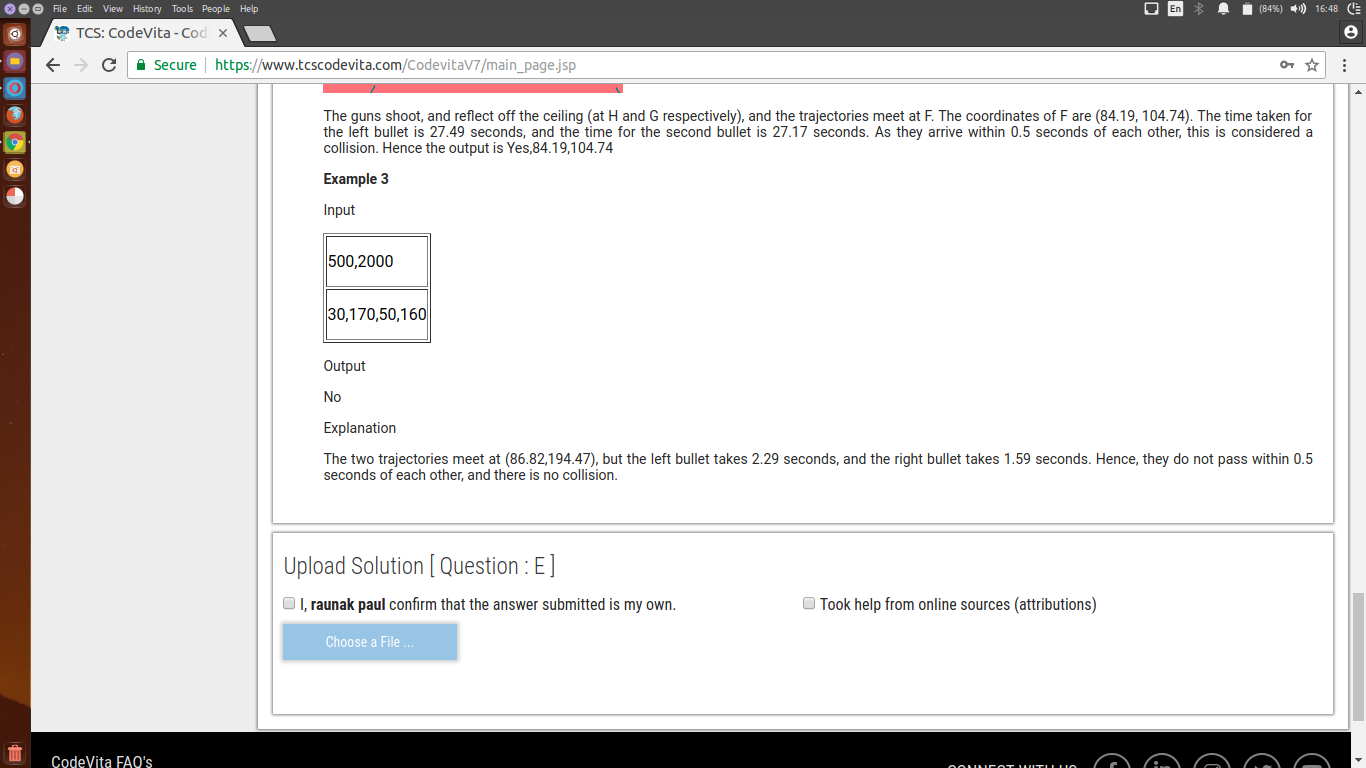 File Edit View History Tools People Help
En (84%) 16:48
TCS: CodeVita - Cod
Secure https://www.tcscodevita.com/CodevitaV7/main_page.jsp
The guns shoot, and reflect off the ceiling (at H and G respectively), and the trajectories meet at F. The coordinates of F are (84.19, 104.74). The time taken for
the left bullet is 27.49 seconds, and the time for the second bullet is 27.17 seconds. As they arrive within 0.5 seconds of each other, this is considered a
collision. Hence the output is Yes,84.19,104.74
Example 3
Input
500,2000
30,170,50,160
Output
No
Explanation
The two trajectories meet at (86.82,194.47), but the left bullet takes 2.29 seconds, and the right bullet takes 1.59 seconds. Hence, they do not pass within 0.5
seconds of each other, and there is no collision.
Upload Solution [ Question : E ]
I, raunak paul confirm that the answer submitted is my own.
Took help from online sources (attributions)
Choose a File ...
CodeVita FAQ's
CONNECT WITH US